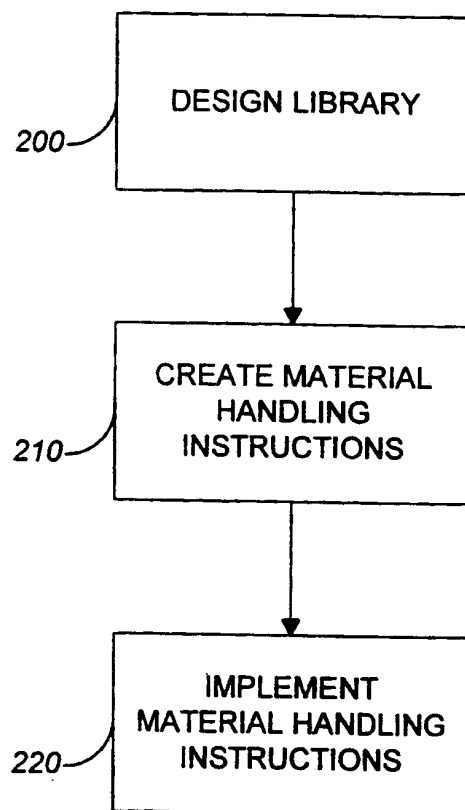 DESIGN LIBRARY
200
CREATE MATERIAL
HANDLING
INSTRUCTIONS
210
IMPLEMENT
MATERIAL HANDLING
INSTRUCTIONS
220